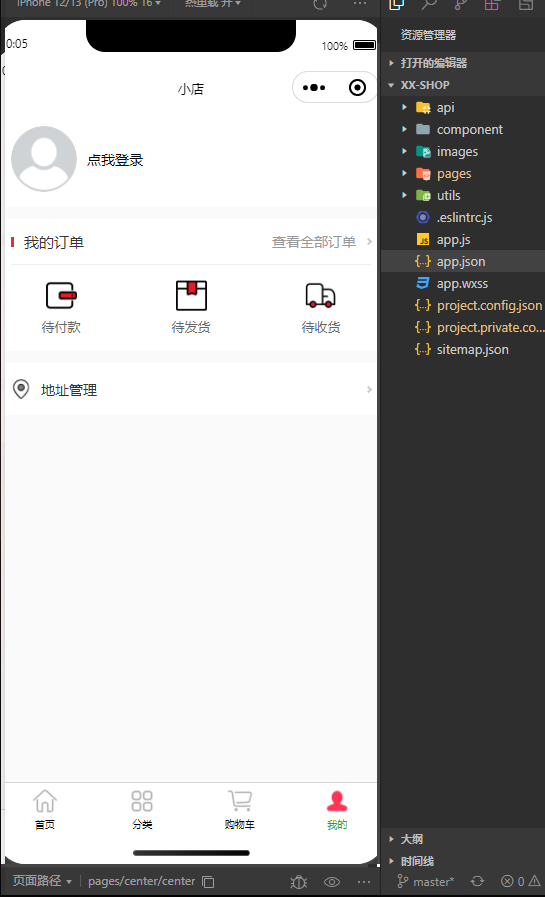 iPhone 12/13 (Pro) 100% 16
热重载 开
0:05
100%
小店
点我登录
我的订单
查看全部订单
待付款
待发货
待收货
地址管理
首页
分类
购物车
我的
页面路径
pages/center/center
资源管理器
打开的编辑器
XX-SHOP
api
component
images
pages
utils
.eslintrc.js
JS
app.js
{..}
app.json
app.wxss
{..}
project.config.json
{..}
project.private.co...
{..}
sitemap.json
大纲
时间线
master*
0